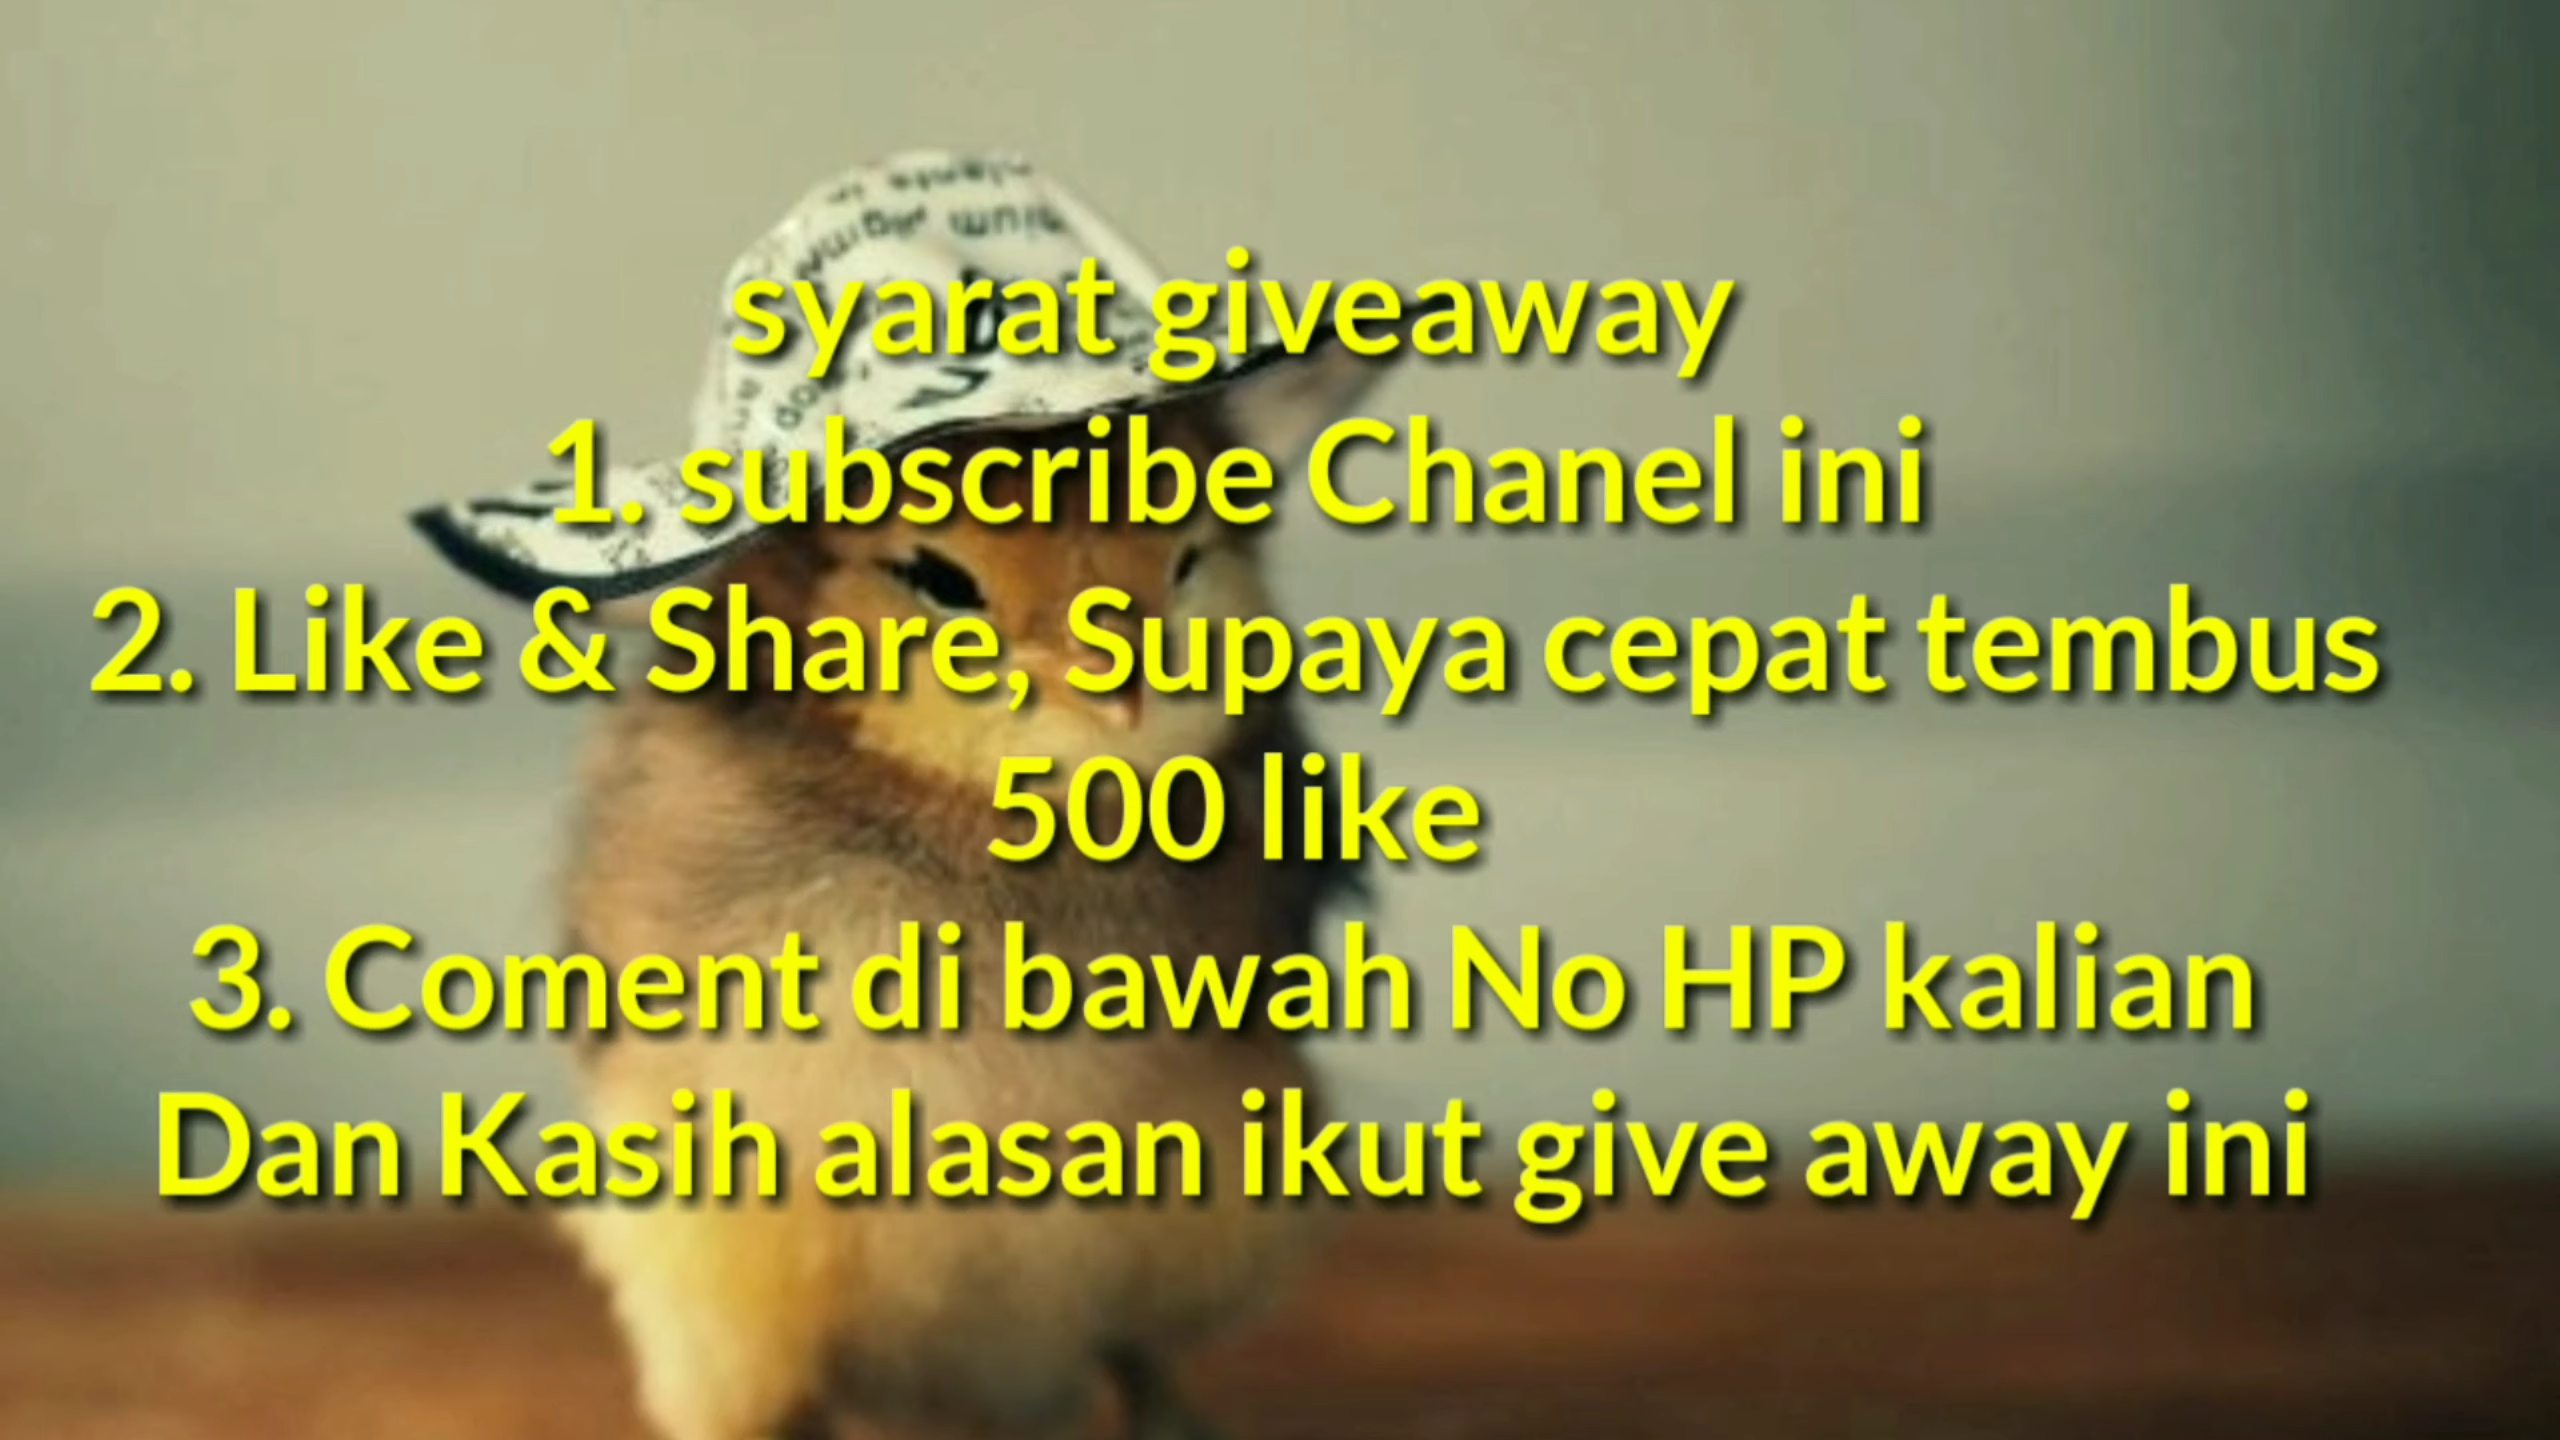 syarat giveaway
1. subscribe Chanel ini
2. Like & Share, Supaya cepat tembus
500 like
3. Coment di bawah No HP kalian
Dan Kasih alasan ikut give away ini